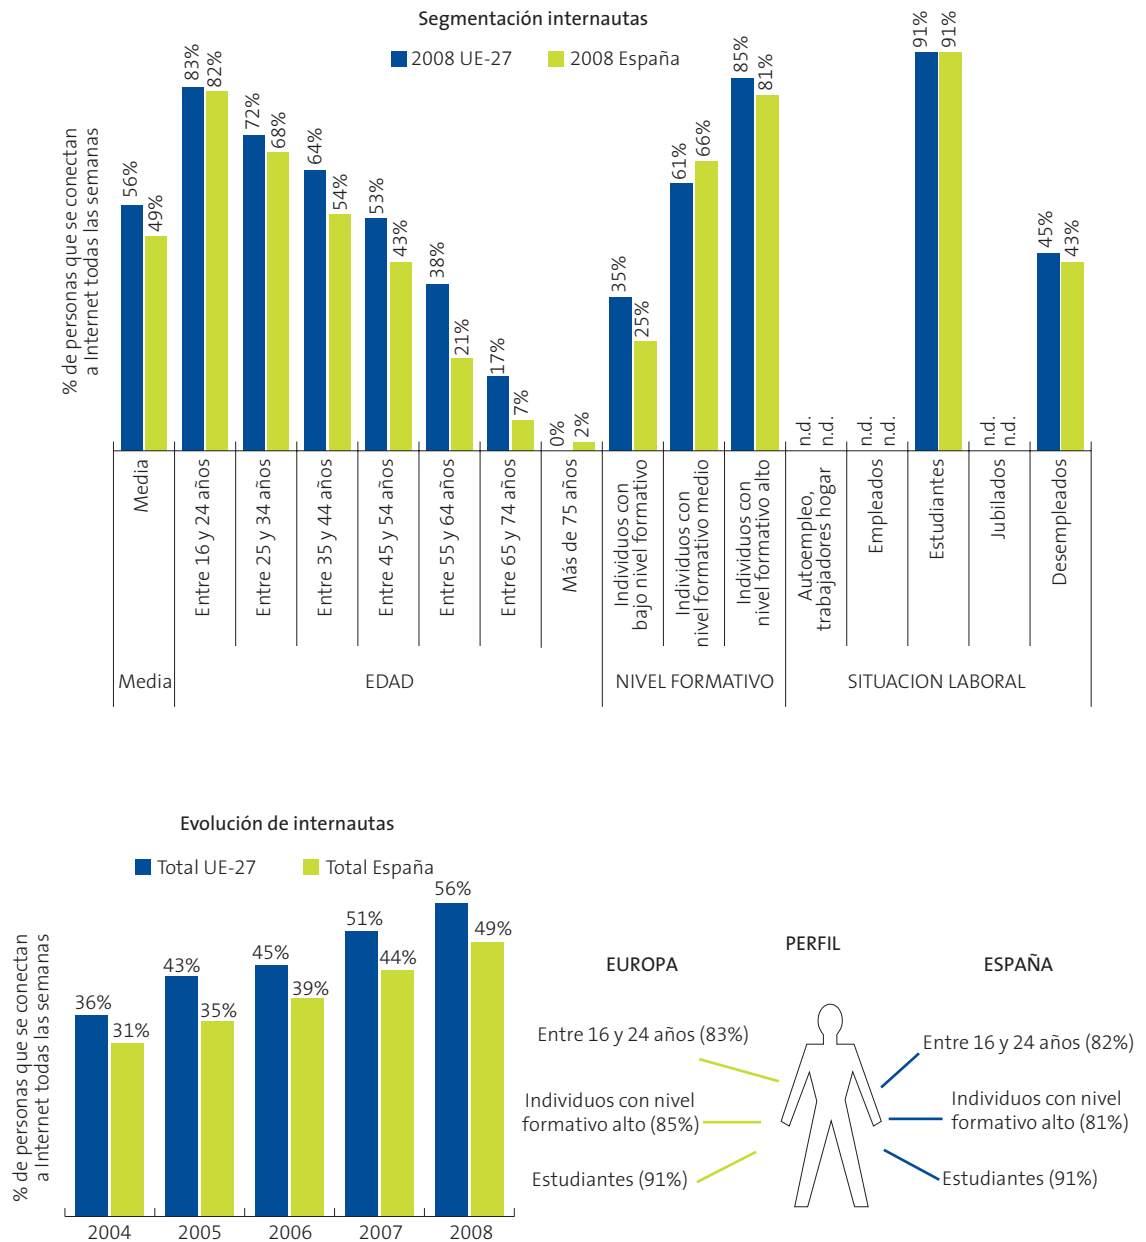 Segmentación internautas
2008 UE-27
2008 España
% de personas que se conectan
a Internet todas las semanas
56%
49%
83%
82%
72%
68%
64%
54%
53%
43%
38%
21%
17%
7%
0%
2%
35%
25%
61%
66%
85%
81%
n.d.
n.d.
n.d.
n.d.
91%
91%
n.d.
n.d.
45%
43%
Media
Entre 16 y 24 años
Entre 25 y 34 años
Entre 35 y 44 años
Entre 45 y 54 años
Entre 55 y 64 años
Entre 65 y 74 años
Más de 75 años
Individuos con
bajo nivel formativo
Individuos con
nivel formativo medio
Individuos con
nivel formativo alto
Autoempleo,
trabajadores hogar
Empleados
Estudiantes
Jubilados
Desempleados
Media
EDAD
NIVEL FORMATIVO
SITUACION LABORAL
Evolución de internautas
Total UE-27
Total España
% de personas que se conectan
a Internet todas las semanas
36%
31%
43%
35%
45%
39%
51%
44%
56%
49%
2004
2005
2006
2007
2008
PERFIL
EUROPA
ESPAÑA
Entre 16 y 24 años (83%)
Individuos con nivel
formativo alto (85%)
Estudiantes (91%)
Entre 16 y 24 años (82%)
Individuos con nivel
formativo alto (81%)
Estudiantes (91%)